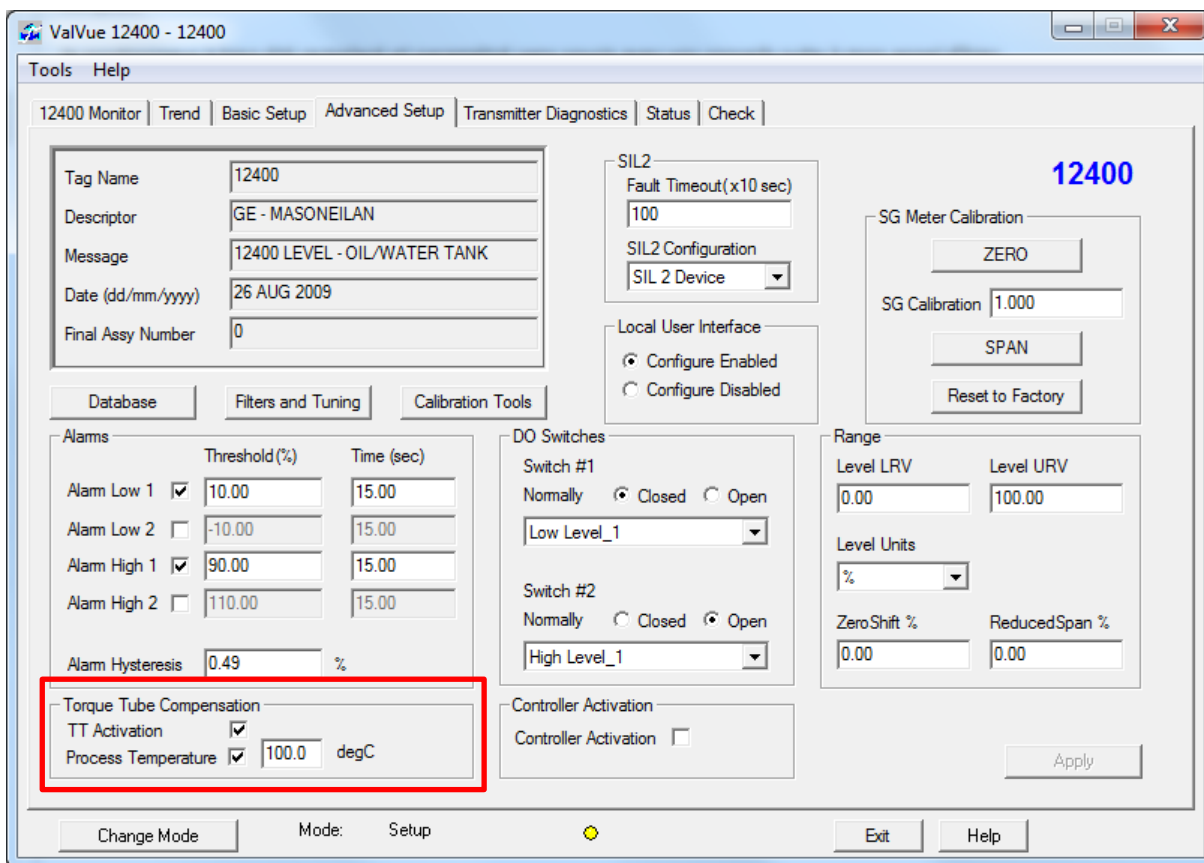 ValVue 12400 - 12400
Tools Help
12400 Monitor Trend Basic Setup Advanced Setup Transmitter Diagnostics Status Check
Tag Name 12400
Descriptor GE - MASONEILAN
Message 12400 LEVEL - OIL/WATER TANK
Date (dd/mm/yyyy) 26 AUG 2009
Final Assy Number 0
Database Filters and Tuning Calibration Tools
SIL2
Fault Timeout(x10 sec)
100
SIL2 Configuration
SIL 2 Device
Local User Interface
Configure Enabled
Configure Disabled
12400
SG Meter Calibration
ZERO
SG Calibration 1.000
SPAN
Reset to Factory
Alarms
Threshold (%) Time (sec)
Alarm Low 1 10.00 15.00
Alarm Low 2 -10.00 15.00
Alarm High 1 90.00 15.00
Alarm High 2 110.00 15.00
Alarm Hysteresis 0.49 %
DO Switches
Switch #1
Normally Closed Open
Low Level_1
Switch #2
Normally Closed Open
High Level_1
Range
Level LRV Level URV
0.00 100.00
Level Units
%
ZeroShift % ReducedSpan %
0.00 0.00
Torque Tube Compensation
TT Activation
Process Temperature 100.0 degC
Controller Activation
Controller Activation
Apply
Change Mode Mode: Setup Exit Help